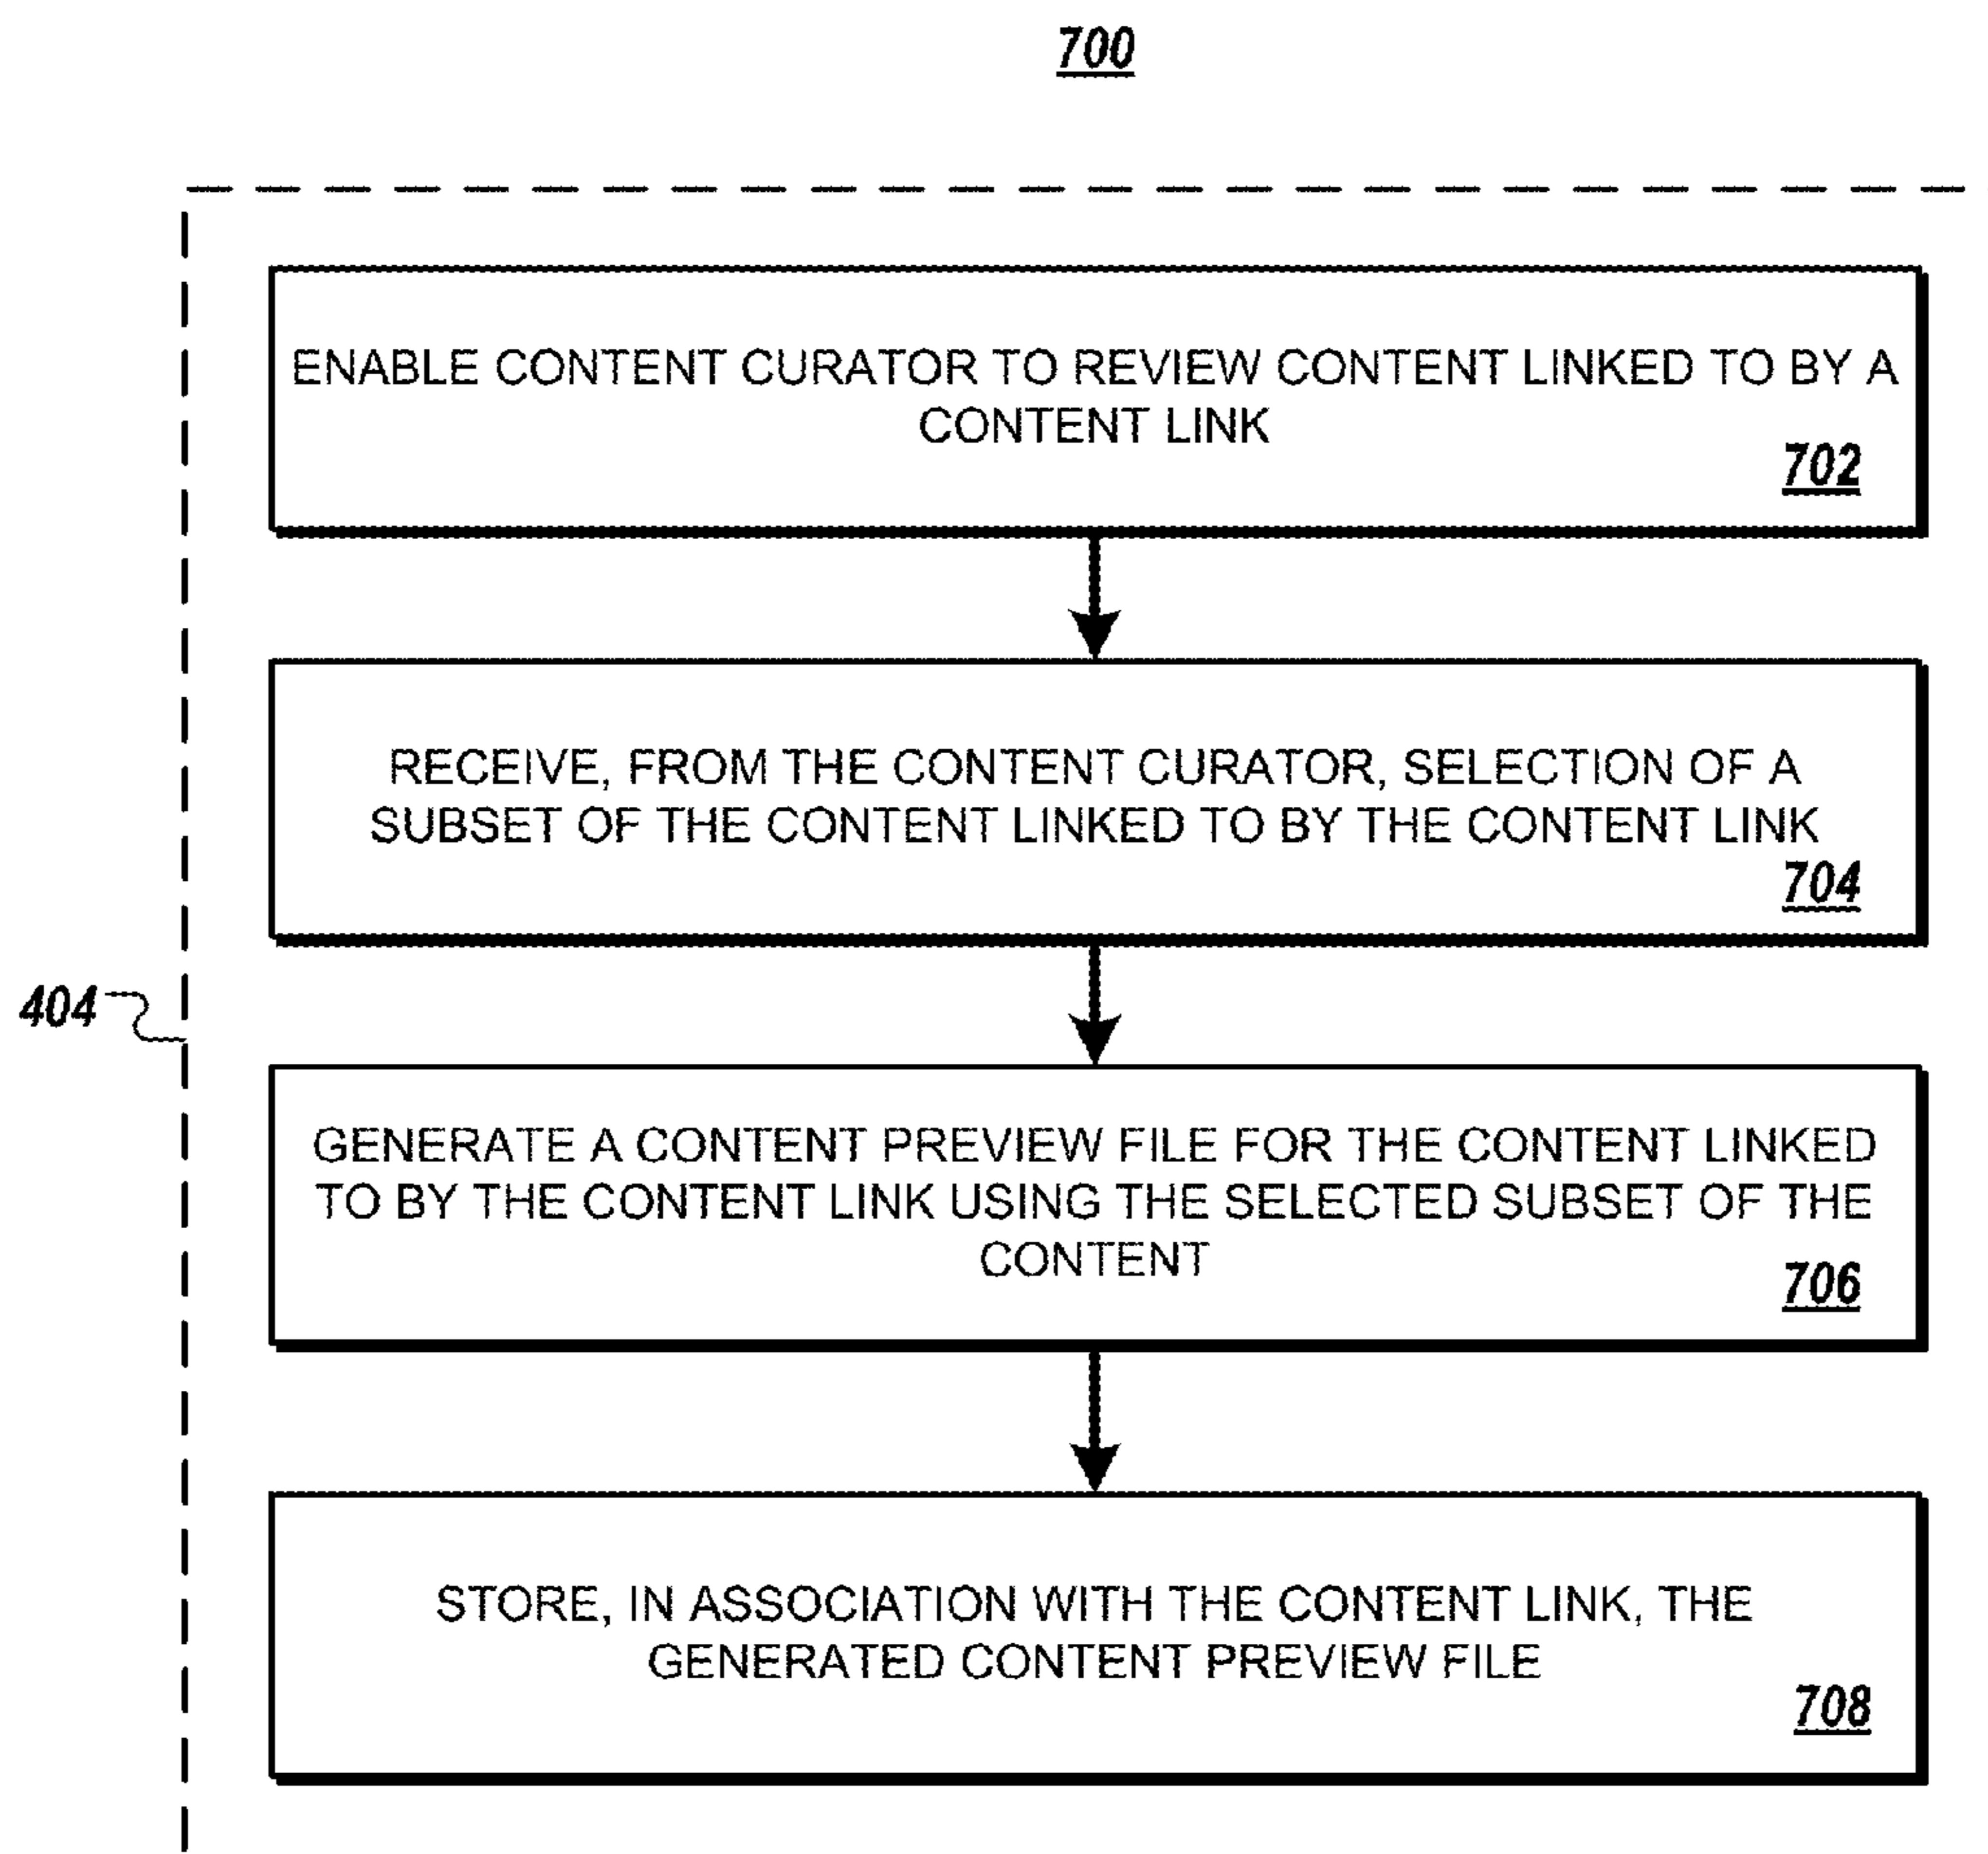 700
ENABLE CONTENT CURATOR TO REVIEW CONTENT LINKED TO BY A
CONTENT LINK
702
RECEIVE, FROM THE CONTENT CURATOR, SELECTION OF A
SUBSET OF THE CONTENT LINKED TO BY THE CONTENT LINK
704
404
GENERATE A CONTENT PREVIEW FILE FOR THE CONTENT LINKED
TO BY THE CONTENT LINK USING THE SELECTED SUBSET OF THE
CONTENT
706
STORE, IN ASSOCIATION WITH THE CONTENT LINK, THE
GENERATED CONTENT PREVIEW FILE
708